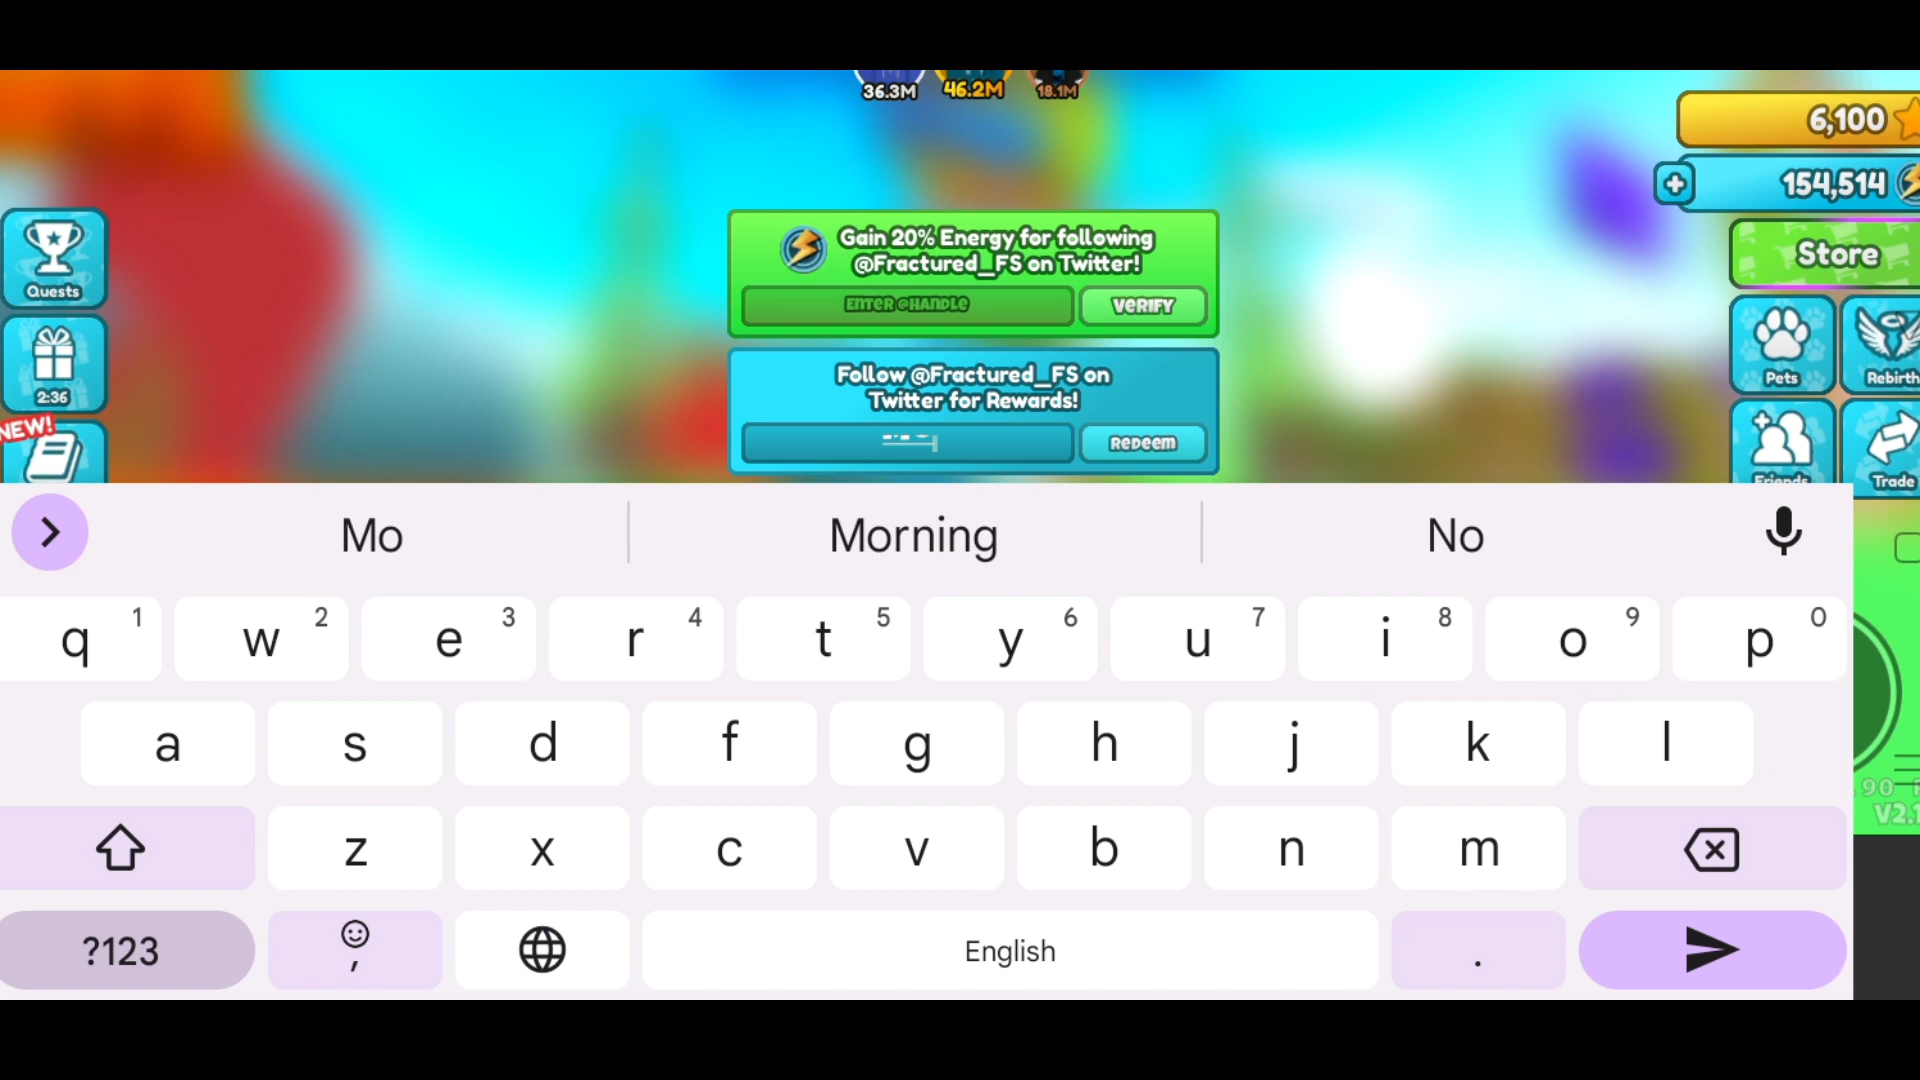 36.3M 46.2M 18.1M
6,100
154,514
Gain 20% Energy for following
@Fractured_FS on Twitter!
ENTER @HANDLE VERIFY
Store
Quests
2:36
Follow @Fractured_FS on
Twitter for Rewards!
REDEEM
Pets Rebirth
NEW!
Friends Trade
Mo Morning No
q 1 w 2 e 3 r 4 t 5 y 6 u 7 i 8 o 9 p 0
a s d f g h j k l
z x c v b n m
90
?123 , English .